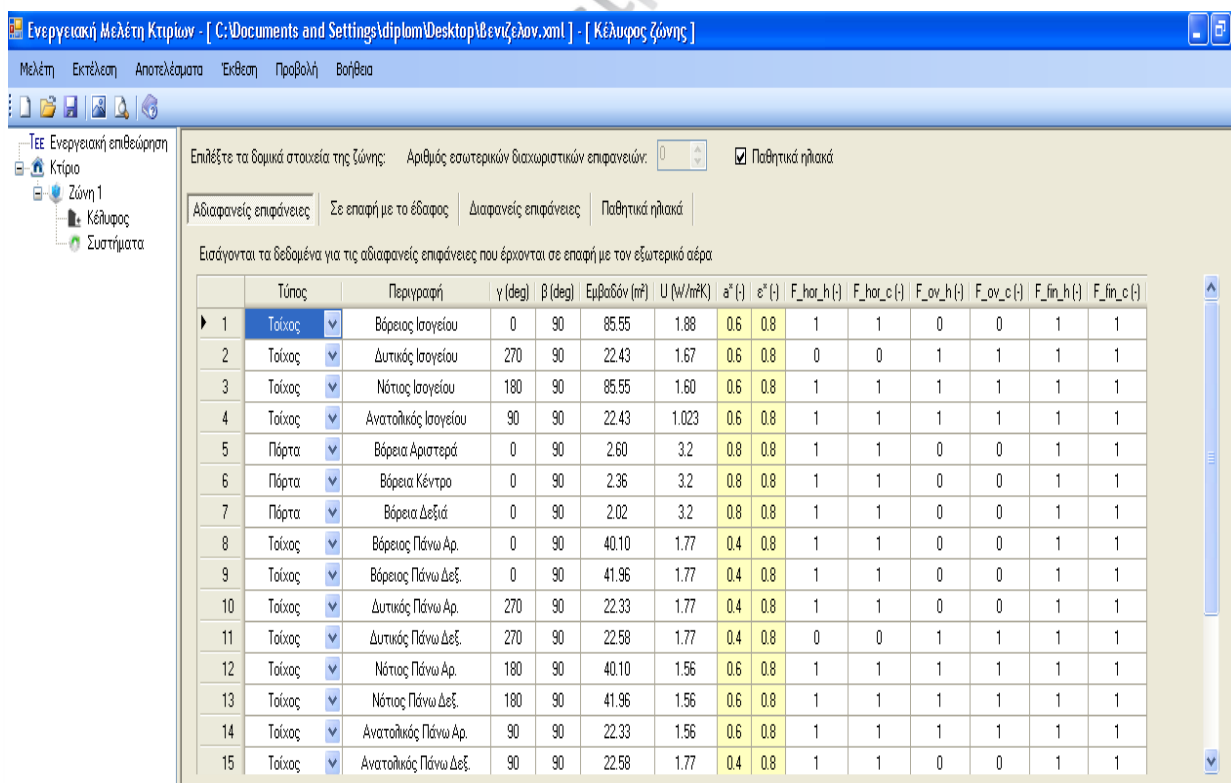 Ενεργειακή Μελέτη Κτιρίων - [ C:\Documents and Settings\diplom\Desktop\βενιζελον.xml ] - [ Κέλυφος ζώνης ]
Μελέτη Εκτέλεση Αποτελέσματα Έκθεση Προβολή Βοήθεια
ΤΕΕ Ενεργειακή επιθεώρηση
Κτίριο
Ζώνη 1
Κέλυφος
Συστήματα
Επιλέξτε τα δομικά στοιχεία της ζώνης: Αριθμός εσωτερικών διαχωριστικών επιφανειών: 0 Παθητικά ηλιακά
Αδιαφανείς επιφάνειες Σε επαφή με το έδαφος Διαφανείς επιφάνειες Παθητικά ηλιακά
Εισάγονται τα δεδομένα για τις αδιαφανείς επιφάνειες που έρχονται σε επαφή με τον εξωτερικό αέρα
Τύπος Περιγραφή γ (deg) β (deg) Εμβαδόν (m²) U (W/m²K) a* (-) ε* (-) F_hor_h (-) F_hor_c (-) F_ov_h (-) F_ov_c (-) F_fin_h (-) F_fin_c (-)
1 Τοίχος Βόρειος Ισογείου 0 90 85.55 1.88 0.6 0.8 1 1 0 0 1 1
2 Τοίχος Δυτικός Ισογείου 270 90 22.43 1.67 0.6 0.8 0 0 1 1 1 1
3 Τοίχος Νότιος Ισογείου 180 90 85.55 1.60 0.6 0.8 1 1 1 1 1 1
4 Τοίχος Ανατολικός Ισογείου 90 90 22.43 1.023 0.6 0.8 1 1 1 1 1 1
5 Πόρτα Βόρεια Αριστερά 0 90 2.60 3.2 0.8 0.8 1 1 0 0 1 1
6 Πόρτα Βόρεια Κέντρο 0 90 2.36 3.2 0.8 0.8 1 1 0 0 1 1
7 Πόρτα Βόρεια Δεξιά 0 90 2.02 3.2 0.8 0.8 1 1 0 0 1 1
8 Τοίχος Βόρειος Πάνω Αρ. 0 90 40.10 1.77 0.4 0.8 1 1 0 0 1 1
9 Τοίχος Βόρειος Πάνω Δεξ. 0 90 41.96 1.77 0.4 0.8 1 1 0 0 1 1
10 Τοίχος Δυτικός Πάνω Αρ. 270 90 22.33 1.77 0.4 0.8 1 1 0 0 1 1
11 Τοίχος Δυτικός Πάνω Δεξ. 270 90 22.58 1.77 0.4 0.8 0 0 1 1 1 1
12 Τοίχος Νότιος Πάνω Αρ. 180 90 40.10 1.56 0.6 0.8 1 1 1 1 1 1
13 Τοίχος Νότιος Πάνω Δεξ. 180 90 41.96 1.56 0.6 0.8 1 1 1 1 1 1
14 Τοίχος Ανατολικός Πάνω Αρ. 90 90 22.33 1.56 0.6 0.8 1 1 1 1 1 1
15 Τοίχος Ανατολικός Πάνω Δεξ. 90 90 22.58 1.77 0.4 0.8 1 1 0 0 1 1